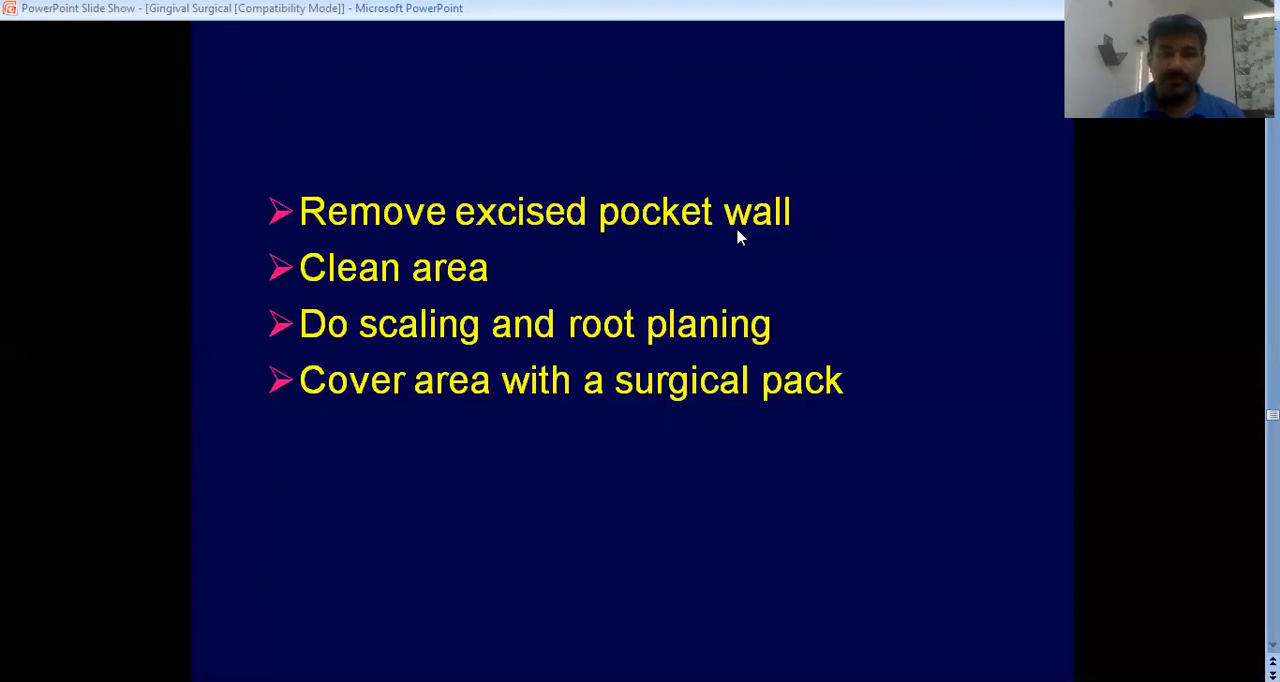 PowerPoint Slide Show - [Gingival Surgical [Compatibility Mode]] - Microsoft PowerPoint
Remove excised pocket wall
Clean area
Do scaling and root planing
Cover area with a surgical pack